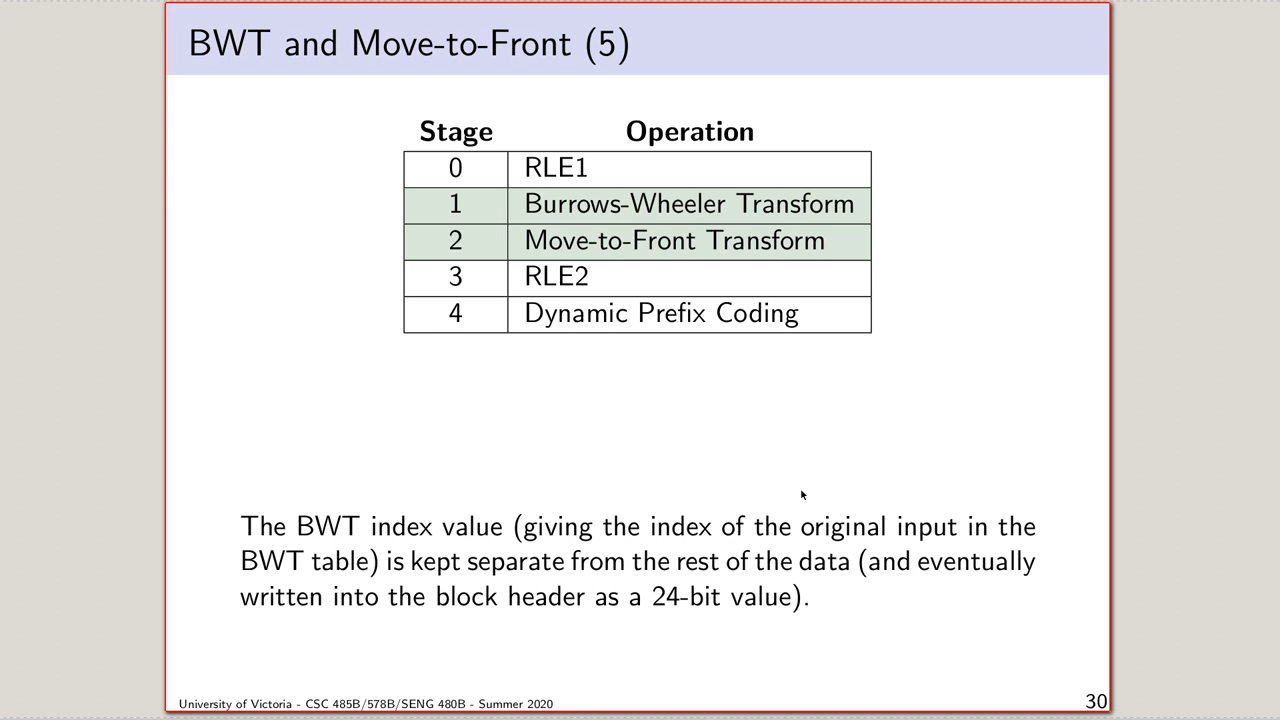 BWT and Move-to-Front (5)
Stage Operation
0 RLE1
1 Burrows-Wheeler Transform
2 Move-to-Front Transform
3 RLE2
4 Dynamic Prefix Coding
The BWT index value (giving the index of the original input in the
BWT table) is kept separate from the rest of the data (and eventually
written into the block header as a 24-bit value).
University of Victoria - CSC 485B/578B/SENG 480B - Summer 2020
30